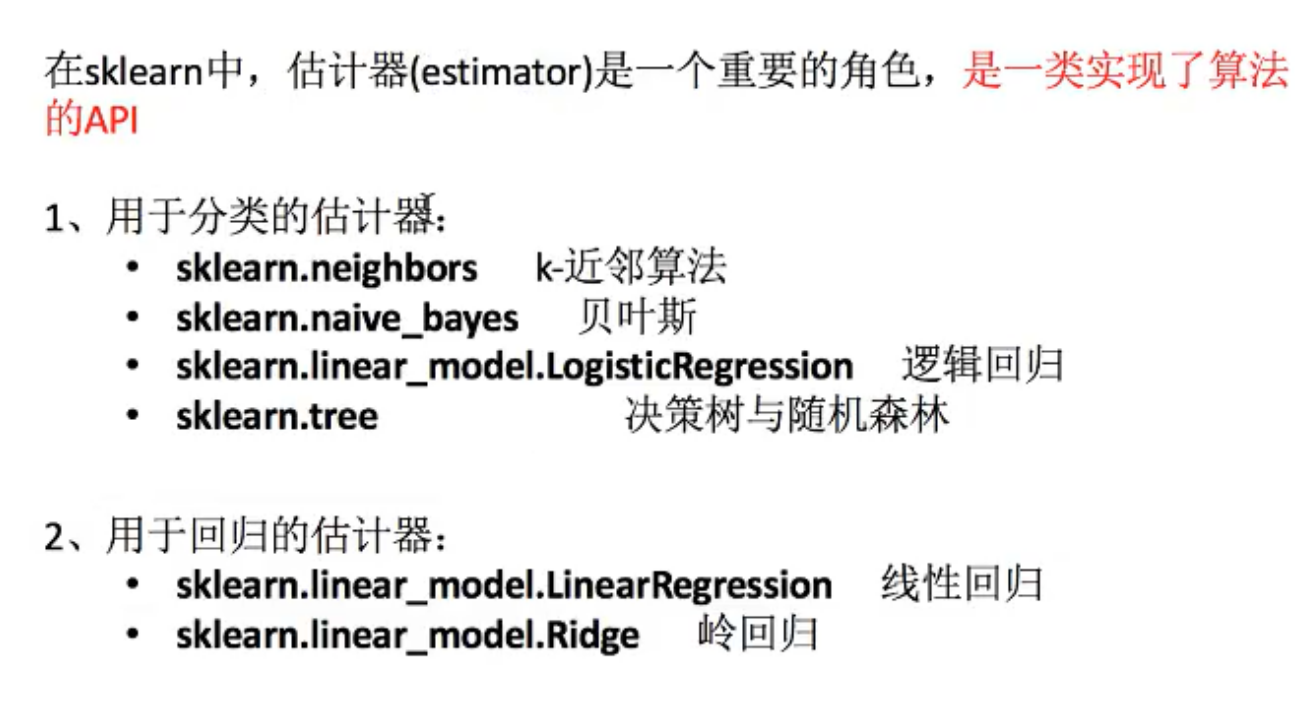 在sklearn中，估计器(estimator)是一个重要的角色，是一类实现了算法
的API
1、用于分类的估计器：
• sklearn.neighbors k-近邻算法
• sklearn.naive_bayes 贝叶斯
• sklearn.linear_model.LogisticRegression 逻辑回归
• sklearn.tree 决策树与随机森林
2、用于回归的估计器：
• sklearn.linear_model.LinearRegression 线性回归
• sklearn.linear_model.Ridge 岭回归